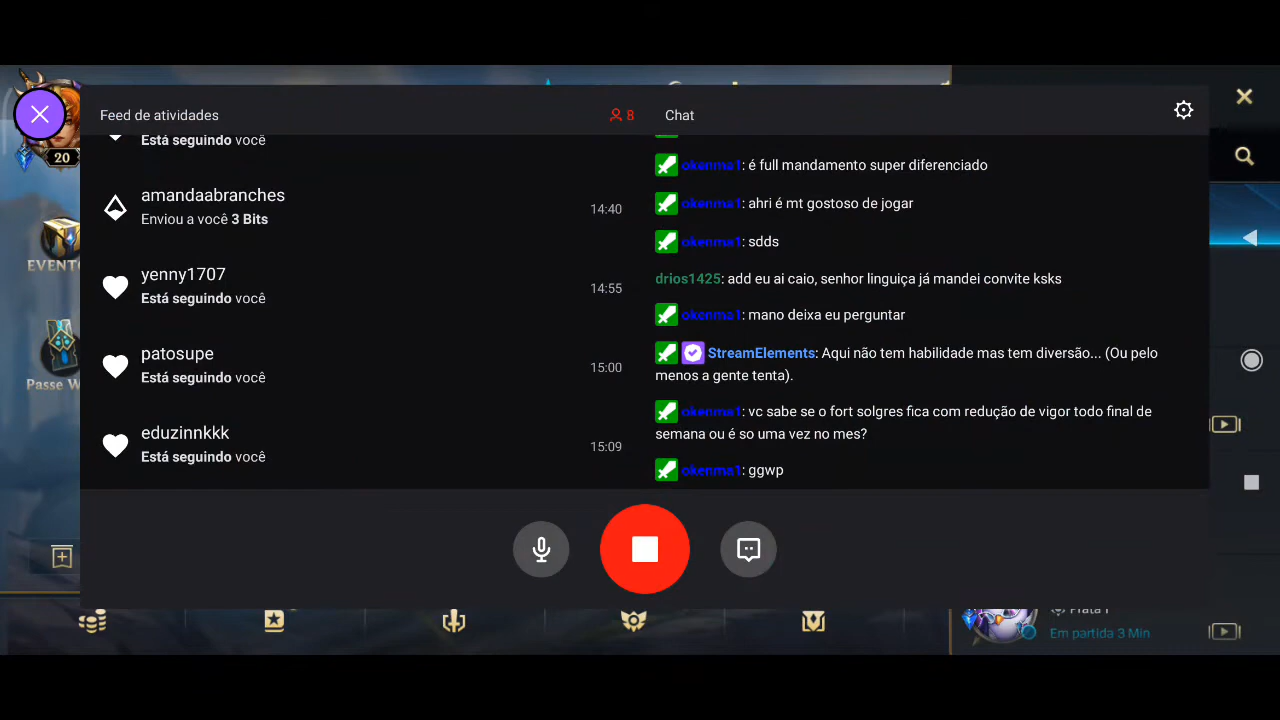 Feed de atividades
8
Chat
Está seguindo você
amandaabranches
Enviou a você 3 Bits
14:40
yenny1707
Está seguindo você
14:55
patosupe
Está seguindo você
15:00
eduzinnkkk
Está seguindo você
15:09
okenma1: é full mandamento super diferenciado
okenma1: ahri é mt gostoso de jogar
okenma1: sdds
drios1425: add eu ai caio, senhor linguiça já mandei convite ksks
okenma1: mano deixa eu perguntar
StreamElements: Aqui não tem habilidade mas tem diversão... (Ou pelo
menos a gente tenta).
okenma1: vc sabe se o fort solgres fica com redução de vigor todo final de
semana ou é so uma vez no mes?
okenma1: ggwp
20
EVENTO
Passe W
Prata I
Em partida 3 Min.